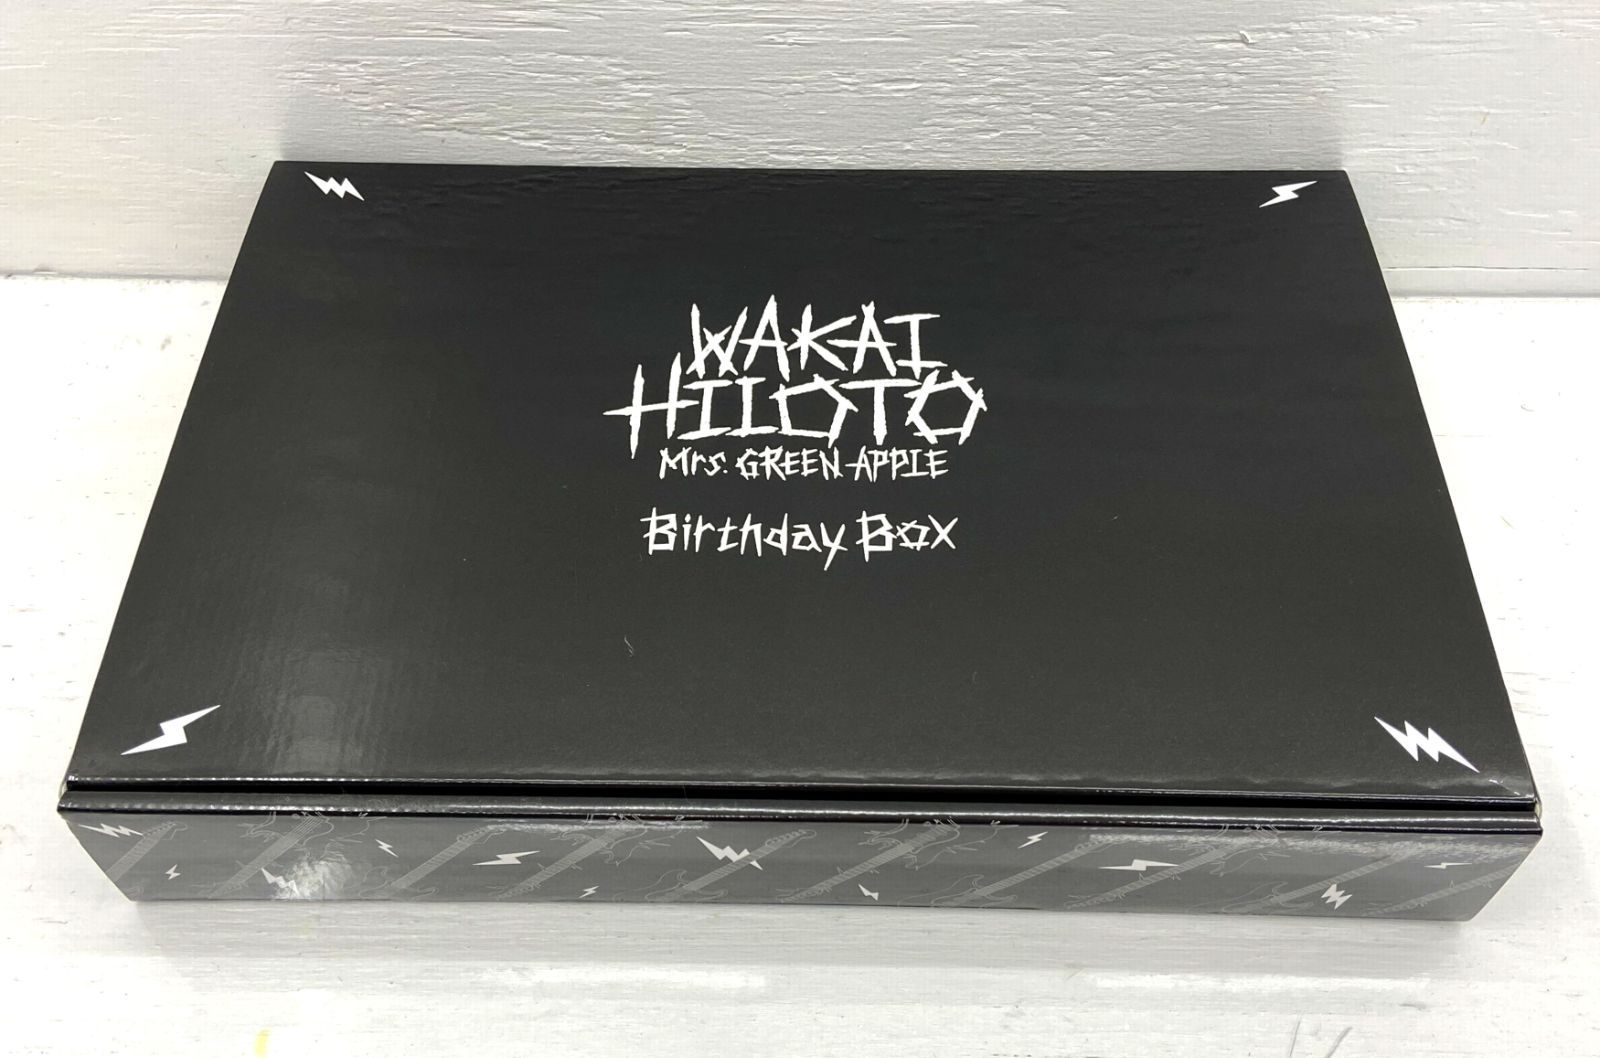 WAKAI
HIIOTO
Mrs. GREEN APPLE
Birthday Box